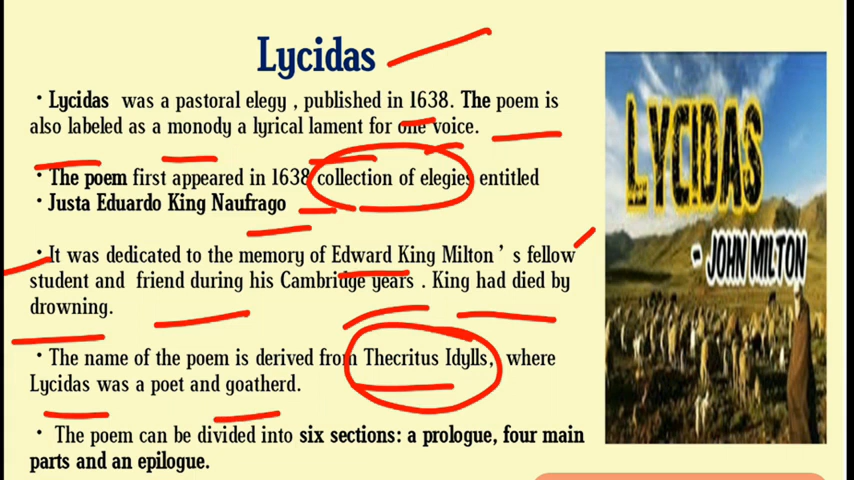 Lycidas
· Lycidas was a pastoral elegy , published in 1638. The poem is
also labeled as a monody a lyrical lament for one voice.
· The poem first appeared in 1638 collection of elegies entitled
· Justa Eduardo King Naufrago
· It was dedicated to the memory of Edward King Milton ’ s fellow
student and friend during his Cambridge years . King had died by
drowning.
· The name of the poem is derived from Thecritus Idylls, where
Lycidas was a poet and goatherd.
· The poem can be divided into six sections: a prologue, four main
parts and an epilogue.
LYCIDAS
- JOHN MILTON